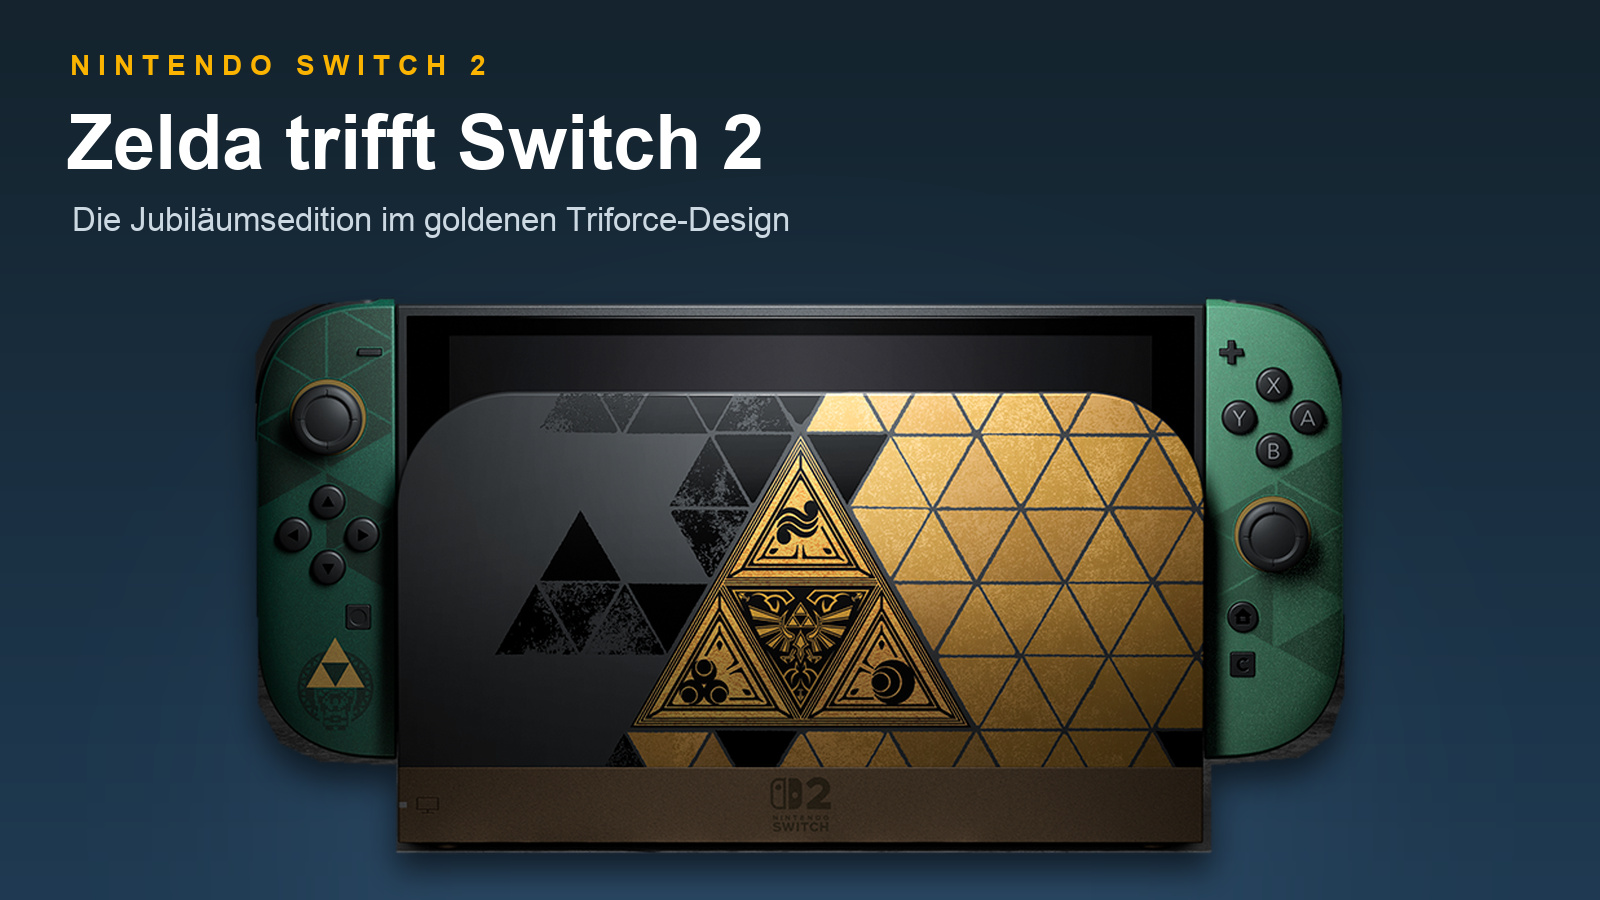 NINTENDO SWITCH 2
Zelda trifft Switch 2
Die Jubiläumsedition im goldenen Triforce-Design
X
Y A
B
2
NINTENDO
SWITCH